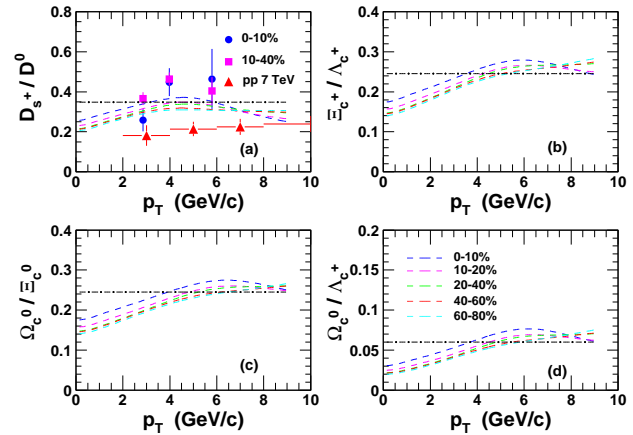 0.8
0.6
0.4
0.2
0
D_s^+ / D^0
0-10%
10-40%
pp 7 TeV
(a)
0 2 4 6 8 10
p_T (GeV/c)
0.4
0.3
0.2
0.1
0
Ξ_c^+ / Λ_c^+
(b)
0 2 4 6 8 10
p_T (GeV/c)
0.4
0.3
0.2
0.1
0
Ω_c^0 / Ξ_c^0
(c)
0 2 4 6 8 10
p_T (GeV/c)
0.2
0.15
0.1
0.05
0
Ω_c^0 / Λ_c^+
0-10%
10-20%
20-40%
40-60%
60-80%
(d)
0 2 4 6 8 10
p_T (GeV/c)